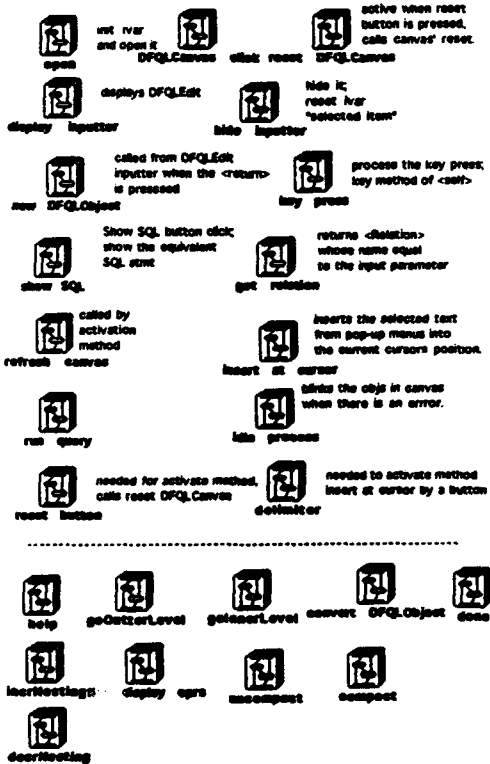 init ivar
and open it
open
DFQLCanvas
active when reset
button is pressed,
calls canvas' reset.
click reset DFQLCanvas
displays DFQLEdit
display inputter
hide it;
reset ivar
"selected item"
hide inputter
called from DFQLEdit
inputter when the <return>
is pressed
new DFQLObject
process the key press;
key method of <self>
key press
Show SQL button click;
show the equivalent
SQL stmt
show SQL
returns <Relation>
whose name equal
to the input parameter
get relation
called by
activation
method
refresh canvas
inserts the selected text
from pop-up menus into
the current cursors position.
insert at cursor
run query
blinks the objs in canvas
when there is an error.
idle process
needed for activate method,
calls reset DFQLCanvas
reset button
needed to activate method
insert at cursor by a button
delimiter
help
goOutterLevel
goInnerLevel
convert DFQLObject
done
display oprs
uncompact
compact